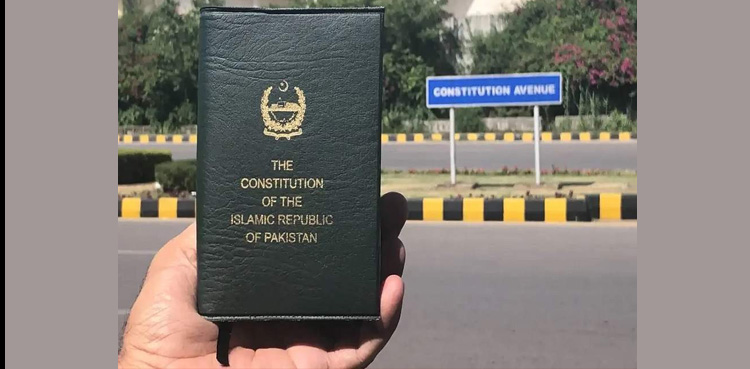 THE
CONSTITUTION
OF THE
ISLAMIC REPUBLIC
OF PAKISTAN
CONSTITUTION AVENUE